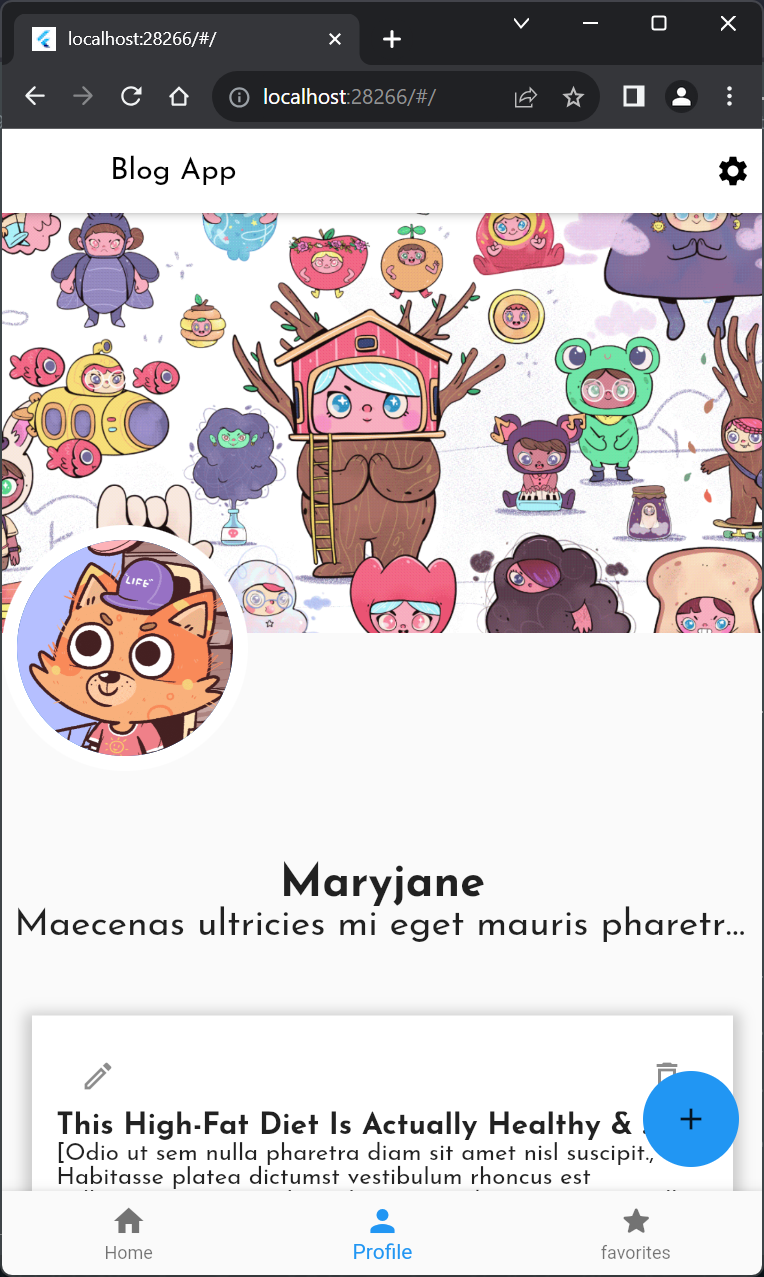 localhost:28266/#/
localhost:28266/#/
Blog App
LIFE
Maryjane
Maecenas ultricies mi eget mauris pharetr...
This High-Fat Diet Is Actually Healthy &
[Odio ut sem nulla pharetra diam sit amet nisl suscipit.,
Habitasse platea dictumst vestibulum rhoncus est
Home
Profile
favorites